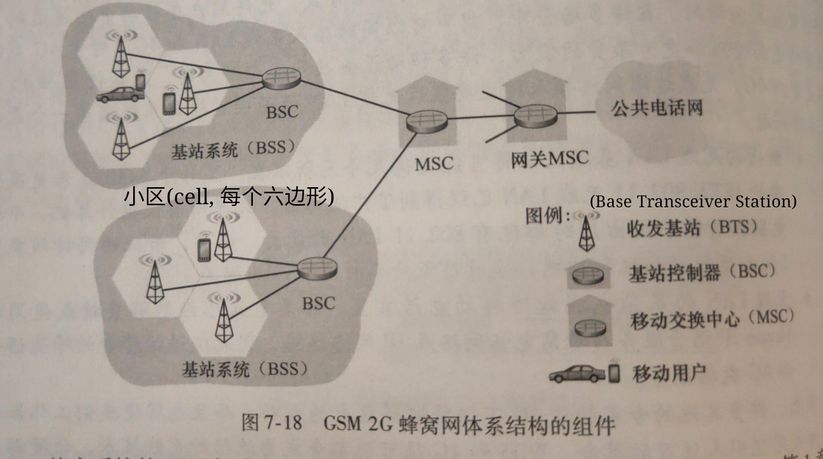 BSC
基站系统（BSS）
MSC
网关MSC
公共电话网
小区(cell, 每个六边形)
BSC
基站系统（BSS）
图例:
(Base Transceiver Station)
收发基站（BTS）
基站控制器（BSC）
移动交换中心（MSC）
移动用户
图 7-18 GSM 2G 蜂窝网体系结构的组件